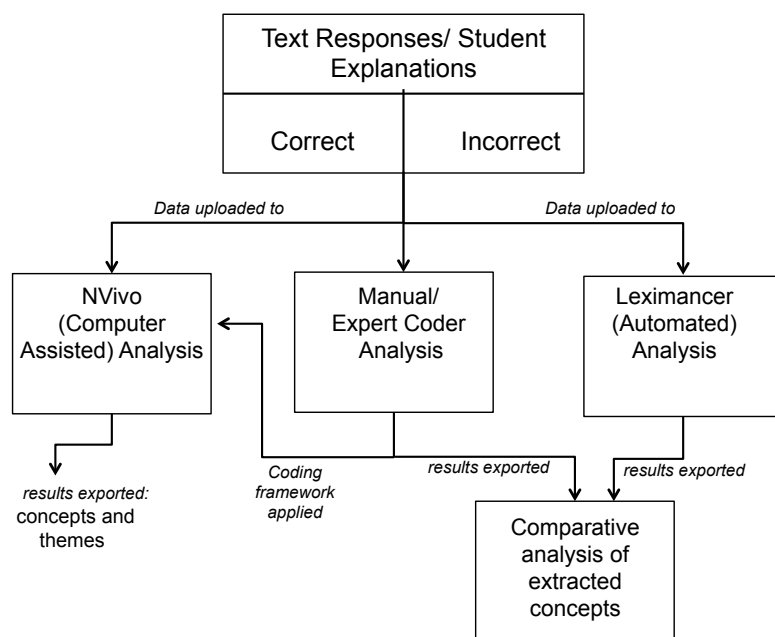 Text Responses/ Student
Explanations
Correct
Incorrect
Data uploaded to
Data uploaded to
NVivo
(Computer
Assisted) Analysis
Manual/
Expert Coder
Analysis
Leximancer
(Automated)
Analysis
results exported:
concepts and
themes
Coding
framework
applied
results exported
results exported
Comparative
analysis of
extracted
concepts